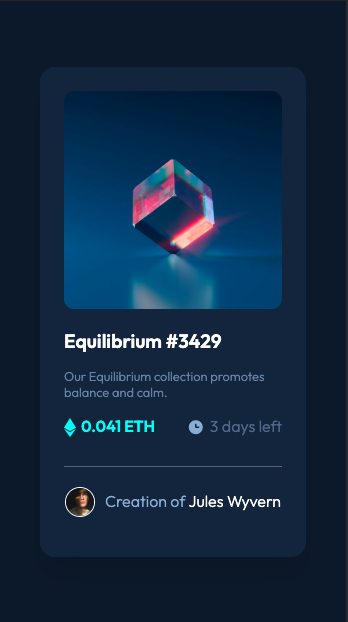 Equilibrium #3429
Our Equilibrium collection promotes
balance and calm.
0.041 ETH
3 days left
Creation of Jules Wyvern